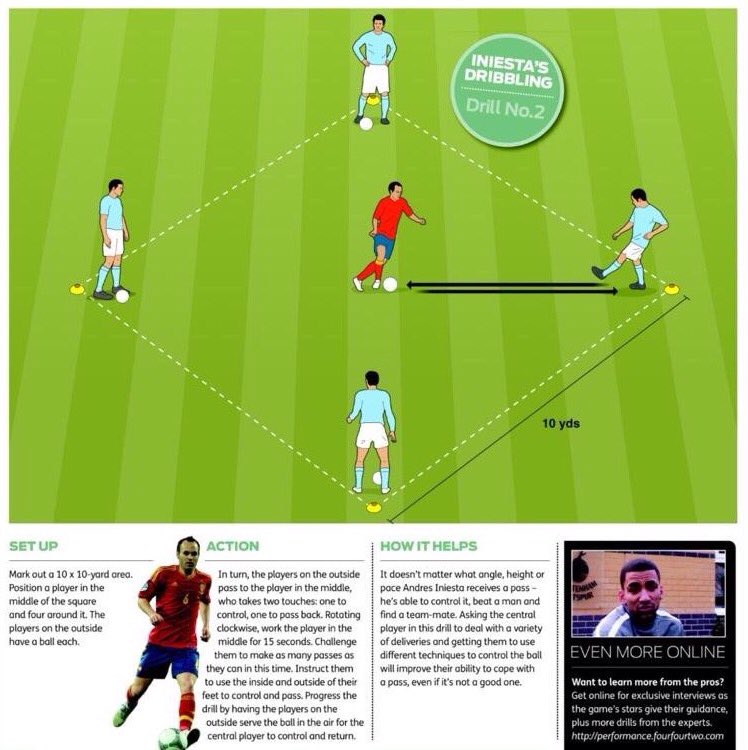 INIESTA'S
DRIBBLING
Drill No.2
10 yds
SET UP
Mark out a 10 x 10-yard area.
Position a player in the
middle of the square
and four around it. The
players on the outside
have a ball each.
ACTION
In turn, the players on the outside
pass to the player in the middle,
who takes two touches: one to
control, one to pass back. Rotating
clockwise, work the player in the
middle for 15 seconds. Challenge
them to make as many passes as
they can in this time. Instruct them
to use the inside and outside of their
feet to control and pass. Progress the
drill by having the players on the
outside serve the ball in the air for the
central player to control and return.
6
HOW IT HELPS
It doesn't matter what angle, height or
pace Andres Iniesta receives a pass –
he's able to control it, beat a man and
find a team-mate. Asking the central
player in this drill to deal with a variety
of deliveries and getting them to use
different techniques to control the ball
will improve their ability to cope with
a pass, even if it's not a good one.
TENHAM
TSPUR
EVEN MORE ONLINE
Want to learn more from the pros?
Get online for exclusive interviews as
the game's stars give their guidance,
plus more drills from the experts.
http://performance.fourfourtwo.com